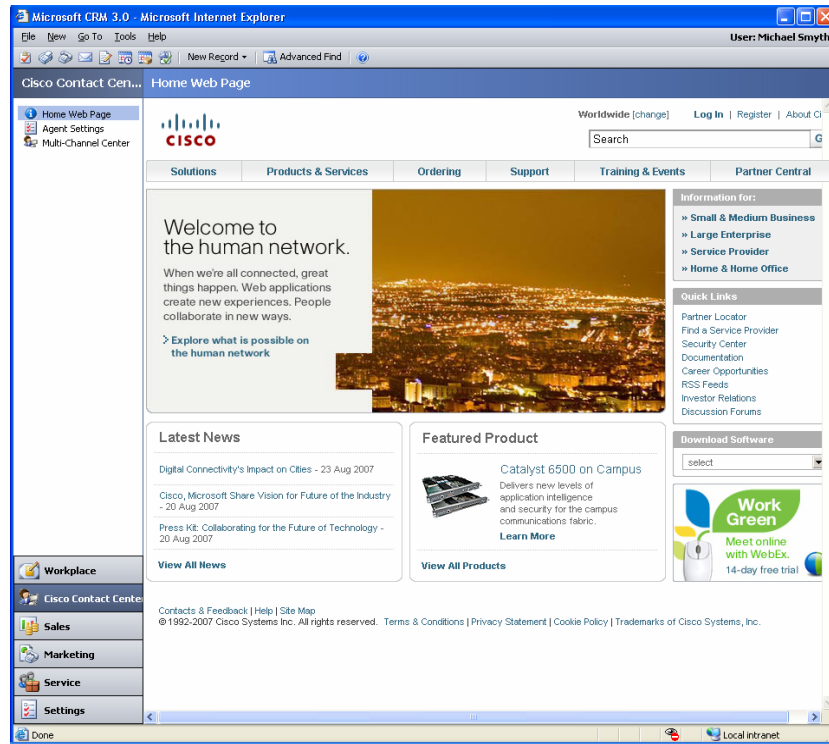 Microsoft CRM 3.0 - Microsoft Internet Explorer
File New Go To Tools Help
User: Michael Smyth
New Record Advanced Find
Cisco Contact Cen...
Home Web Page
Home Web Page
Agent Settings
Multi-Channel Center
Workplace
Cisco Contact Cente
Sales
Marketing
Service
Settings
CISCO
Worldwide [change] Log In | Register | About Ci
Search G
Solutions Products & Services Ordering Support Training & Events Partner Central
Welcome to
the human network.
When we're all connected, great
things happen. Web applications
create new experiences. People
collaborate in new ways.
Explore what is possible on
the human network
Information for:
» Small & Medium Business
» Large Enterprise
» Service Provider
» Home & Home Office
Quick Links
Partner Locator
Find a Service Provider
Security Center
Documentation
Career Opportunities
RSS Feeds
Investor Relations
Discussion Forums
Latest News
Digital Connectivity's Impact on Cities - 23 Aug 2007
Cisco, Microsoft Share Vision for Future of the Industry
- 20 Aug 2007
Press Kit: Collaborating for the Future of Technology -
20 Aug 2007
View All News
Featured Product
Catalyst 6500 on Campus
Delivers new levels of
application intelligence
and security for the campus
communications fabric.
Learn More
View All Products
Download Software
select
Work
Green
Meet online
with WebEx.
14-day free trial
Contacts & Feedback | Help | Site Map
© 1992-2007 Cisco Systems Inc. All rights reserved. Terms & Conditions | Privacy Statement | Cookie Policy | Trademarks of Cisco Systems, Inc.
Done
Local intranet